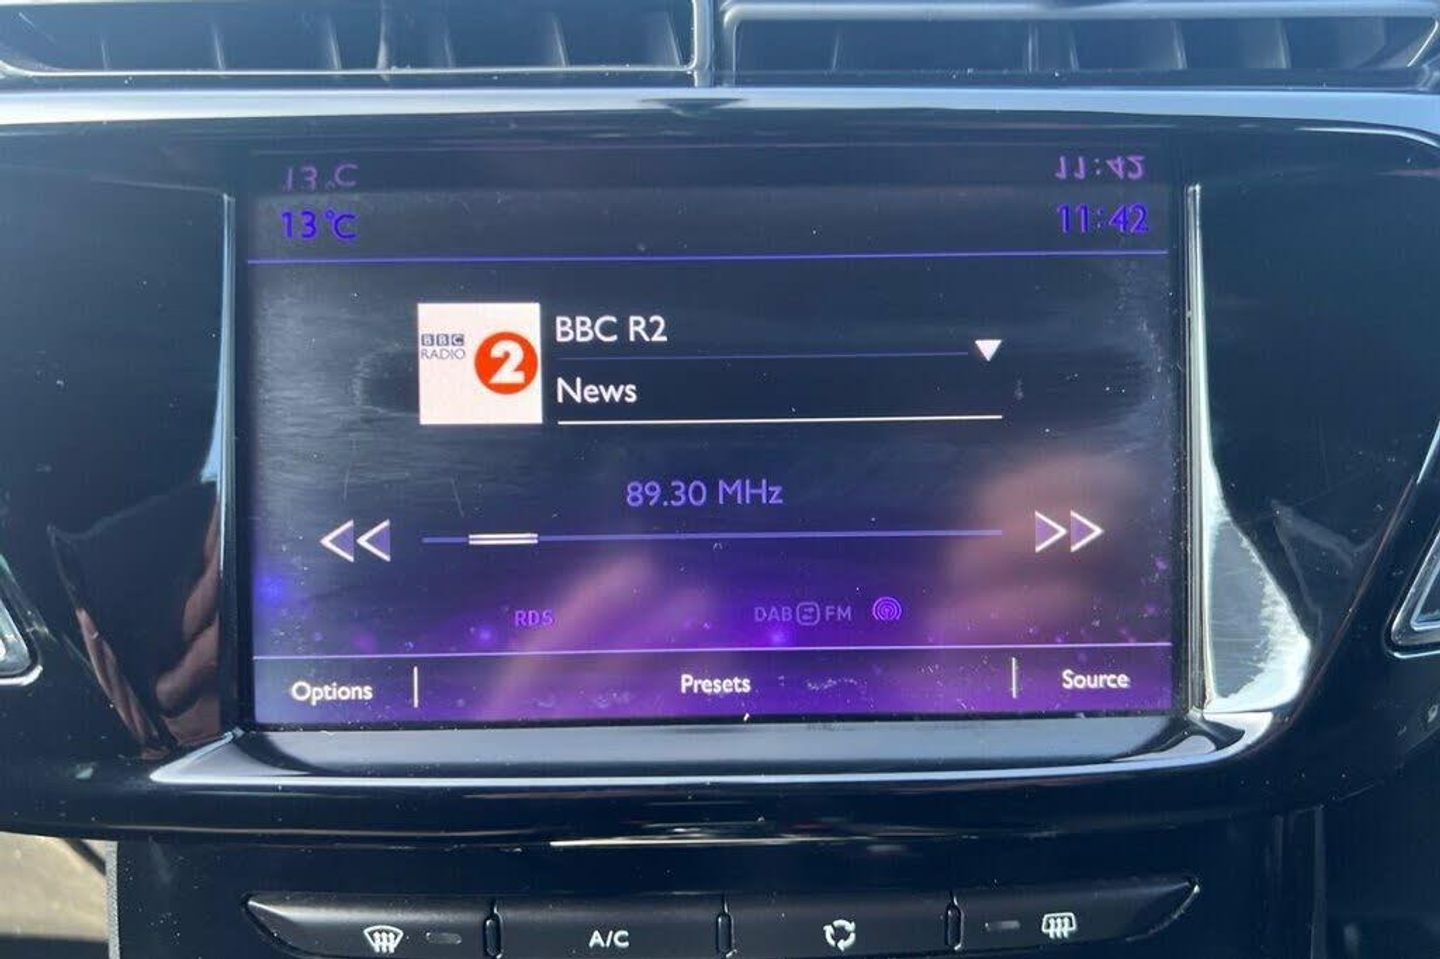 13°C 11:42
BBC
RADIO
2
BBC R2
News
89.30 MHz
RDS DAB FM
Options Presets Source
A/C